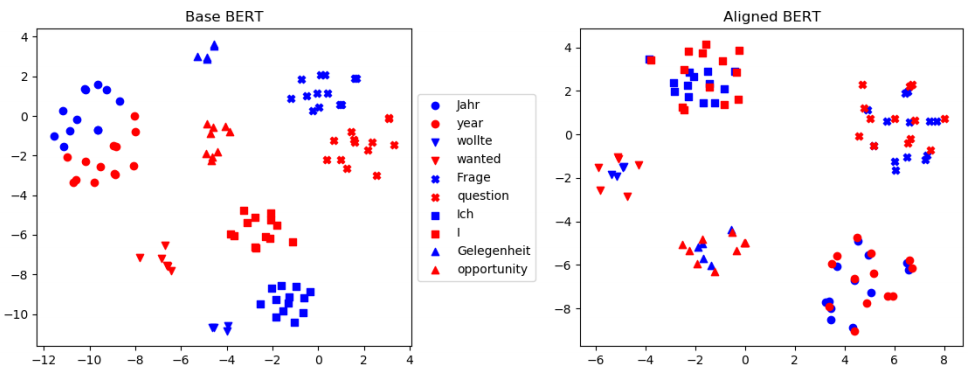 Base BERT
4
2
0
−2
−4
−6
−8
−10
−12
−10
−8
−6
−4
−2
0
2
4
Jahr
year
wollte
wanted
Frage
question
Ich
I
Gelegenheit
opportunity
Aligned BERT
4
2
0
−2
−4
−6
−8
−6
−4
−2
0
2
4
6
8